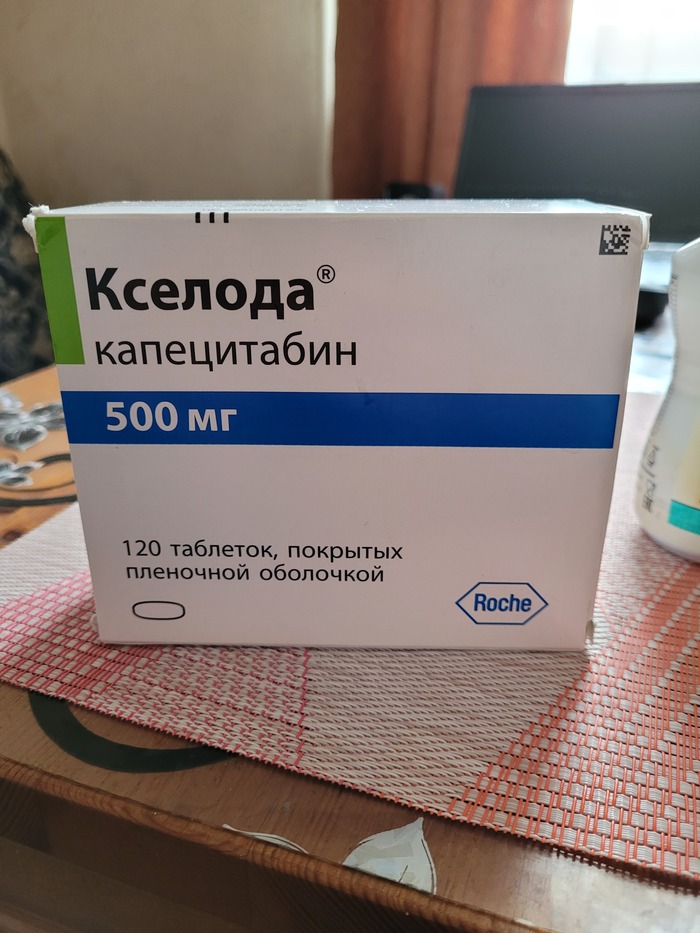 Кселода®
капецитабин
500 мг
120 таблеток, покрытых
пленочной оболочкой
Roche